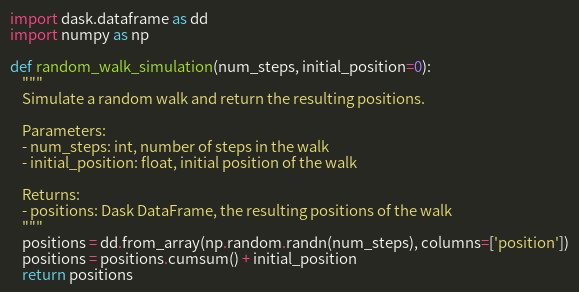 import dask.dataframe as dd
import numpy as np

def random_walk_simulation(num_steps, initial_position=0):
    """
    Simulate a random walk and return the resulting positions.

    Parameters:
    - num_steps: int, number of steps in the walk
    - initial_position: float, initial position of the walk

    Returns:
    - positions: Dask DataFrame, the resulting positions of the walk
    """
    positions = dd.from_array(np.random.randn(num_steps), columns=['position'])
    positions = positions.cumsum() + initial_position
    return positions